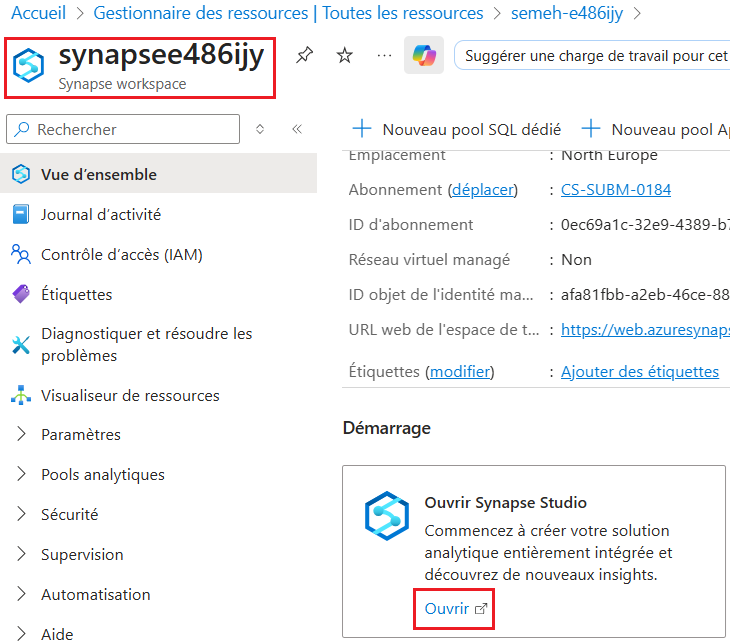 Accueil > Gestionnaire des ressources | Toutes les ressources > semeh-e486ijy >
synapsee486ijy
Synapse workspace
Suggérer une charge de travail pour cet
Rechercher
Vue d’ensemble
Journal d’activité
Contrôle d’accès (IAM)
Étiquettes
Diagnostiquer et résoudre les
problèmes
Visualiseur de ressources
Paramètres
Pools analytiques
Sécurité
Supervision
Automatisation
Aide
Nouveau pool SQL dédié Nouveau pool Ap
Emplacement : North Europe
Abonnement (déplacer) : CS-SUBM-0184
ID d'abonnement : 0ec69a1c-32e9-4389-b7
Réseau virtuel managé : Non
ID objet de l'identité ma... : afa81fbb-a2eb-46ce-88
URL web de l'espace de t... : https://web.azuresynaps
Étiquettes (modifier) : Ajouter des étiquettes
Démarrage
Ouvrir Synapse Studio
Commencez à créer votre solution
analytique entièrement intégrée et
découvrez de nouveaux insights.
Ouvrir